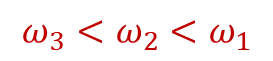 ω₃ < ω₂ < ω₁